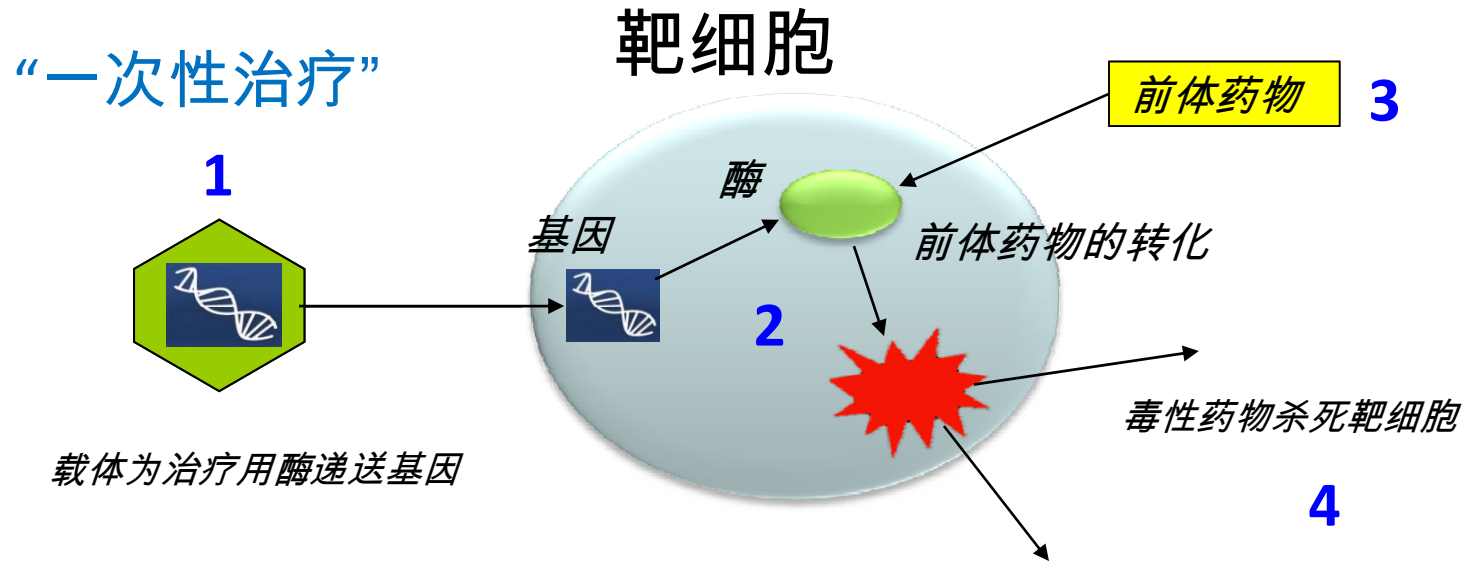 靶细胞
“一次性治疗”
前体药物
3
1
酶
基因
前体药物的转化
2
毒性药物杀死靶细胞
载体为治疗用酶递送基因
4